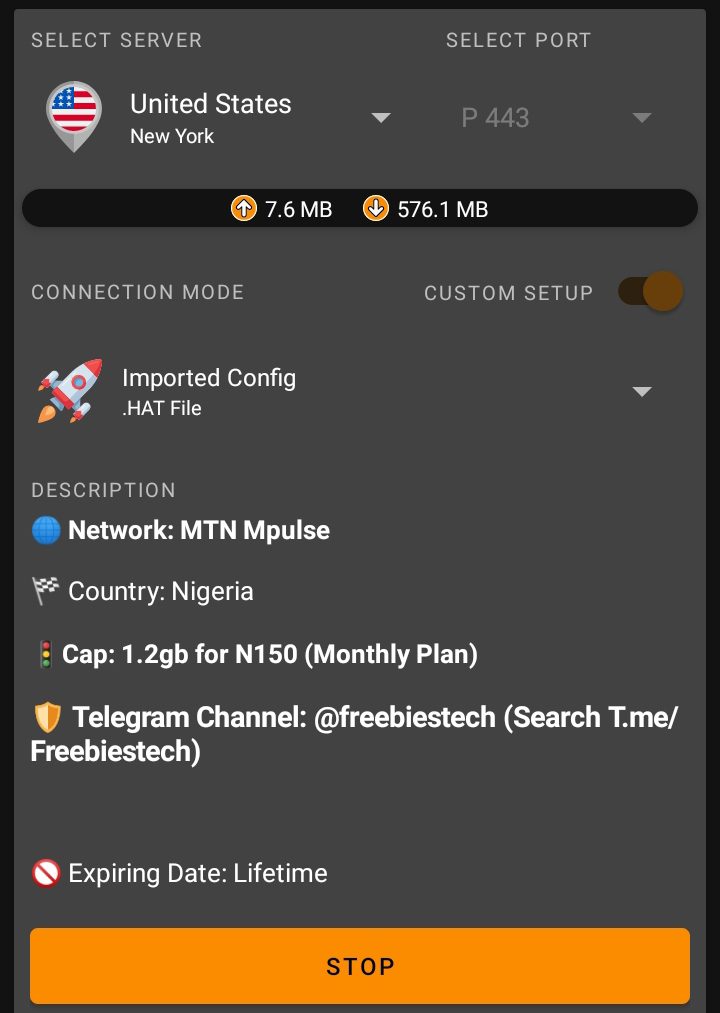 SELECT SERVER
SELECT PORT
United States
New York
P 443
7.6 MB
576.1 MB
CONNECTION MODE
CUSTOM SETUP
Imported Config
.HAT File
DESCRIPTION
Network: MTN Mpulse
Country: Nigeria
Cap: 1.2gb for N150 (Monthly Plan)
Telegram Channel: @freebiestech (Search T.me/
Freebiestech)
Expiring Date: Lifetime
STOP